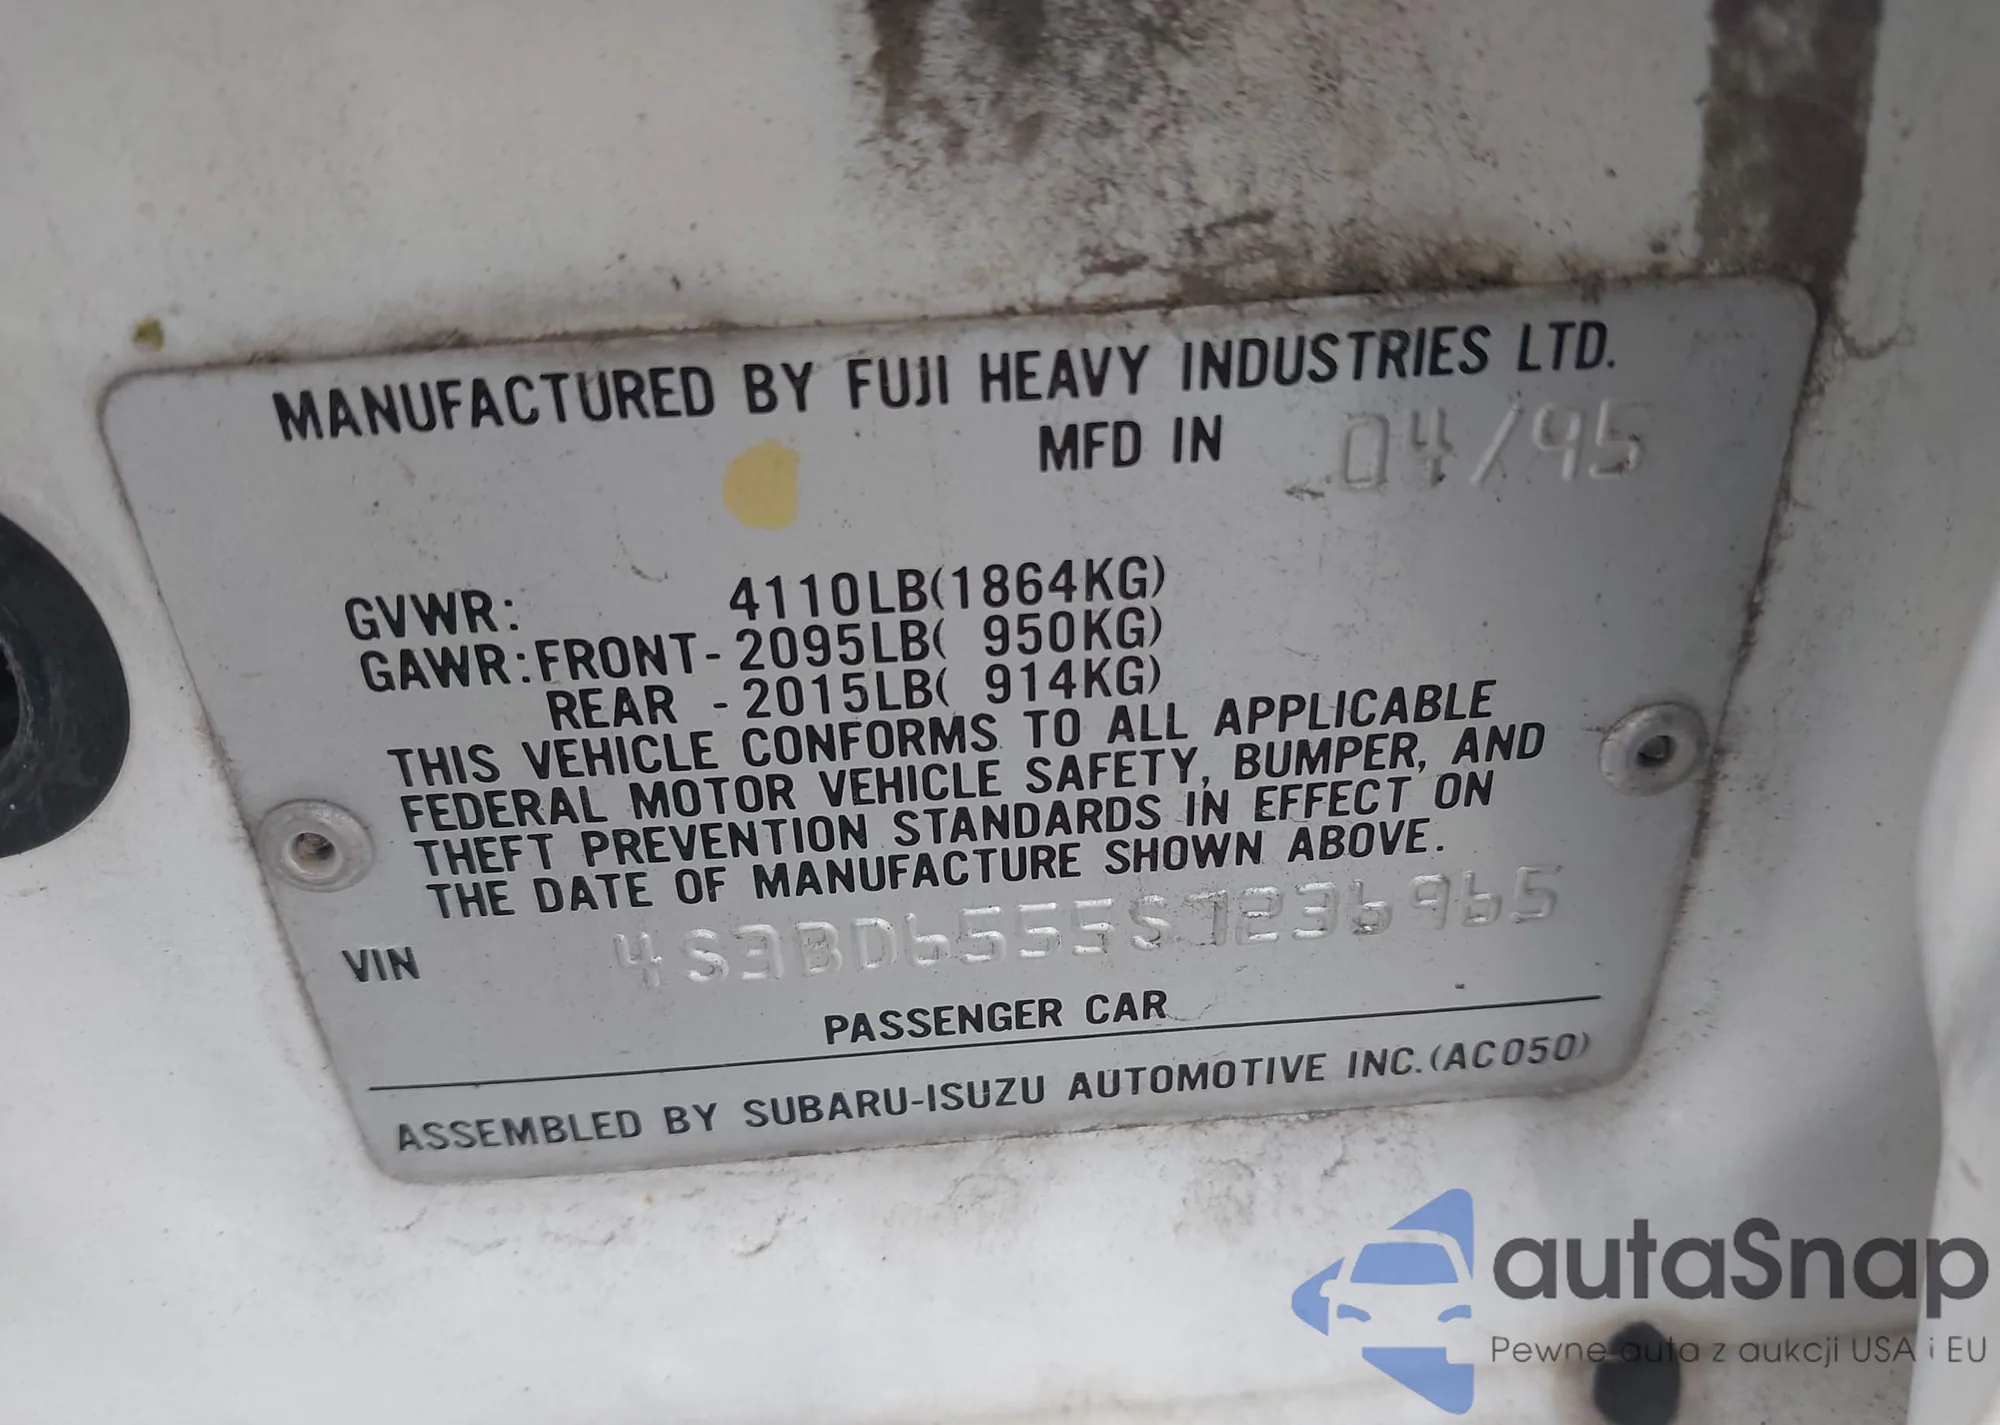 MANUFACTURED BY FUJI HEAVY INDUSTRIES LTD.
MFD IN 04/95
GVWR: 4110LB(1864KG)
GAWR:FRONT-2095LB( 950KG)
REAR -2015LB( 914KG)
THIS VEHICLE CONFORMS TO ALL APPLICABLE
FEDERAL MOTOR VEHICLE SAFETY, BUMPER, AND
THEFT PREVENTION STANDARDS IN EFFECT ON
THE DATE OF MANUFACTURE SHOWN ABOVE.
VIN 4S3BD6555S7236965
PASSENGER CAR
ASSEMBLED BY SUBARU-ISUZU AUTOMOTIVE INC.(AC050)
autaSnap
Pewne auta z aukcji USA i EU